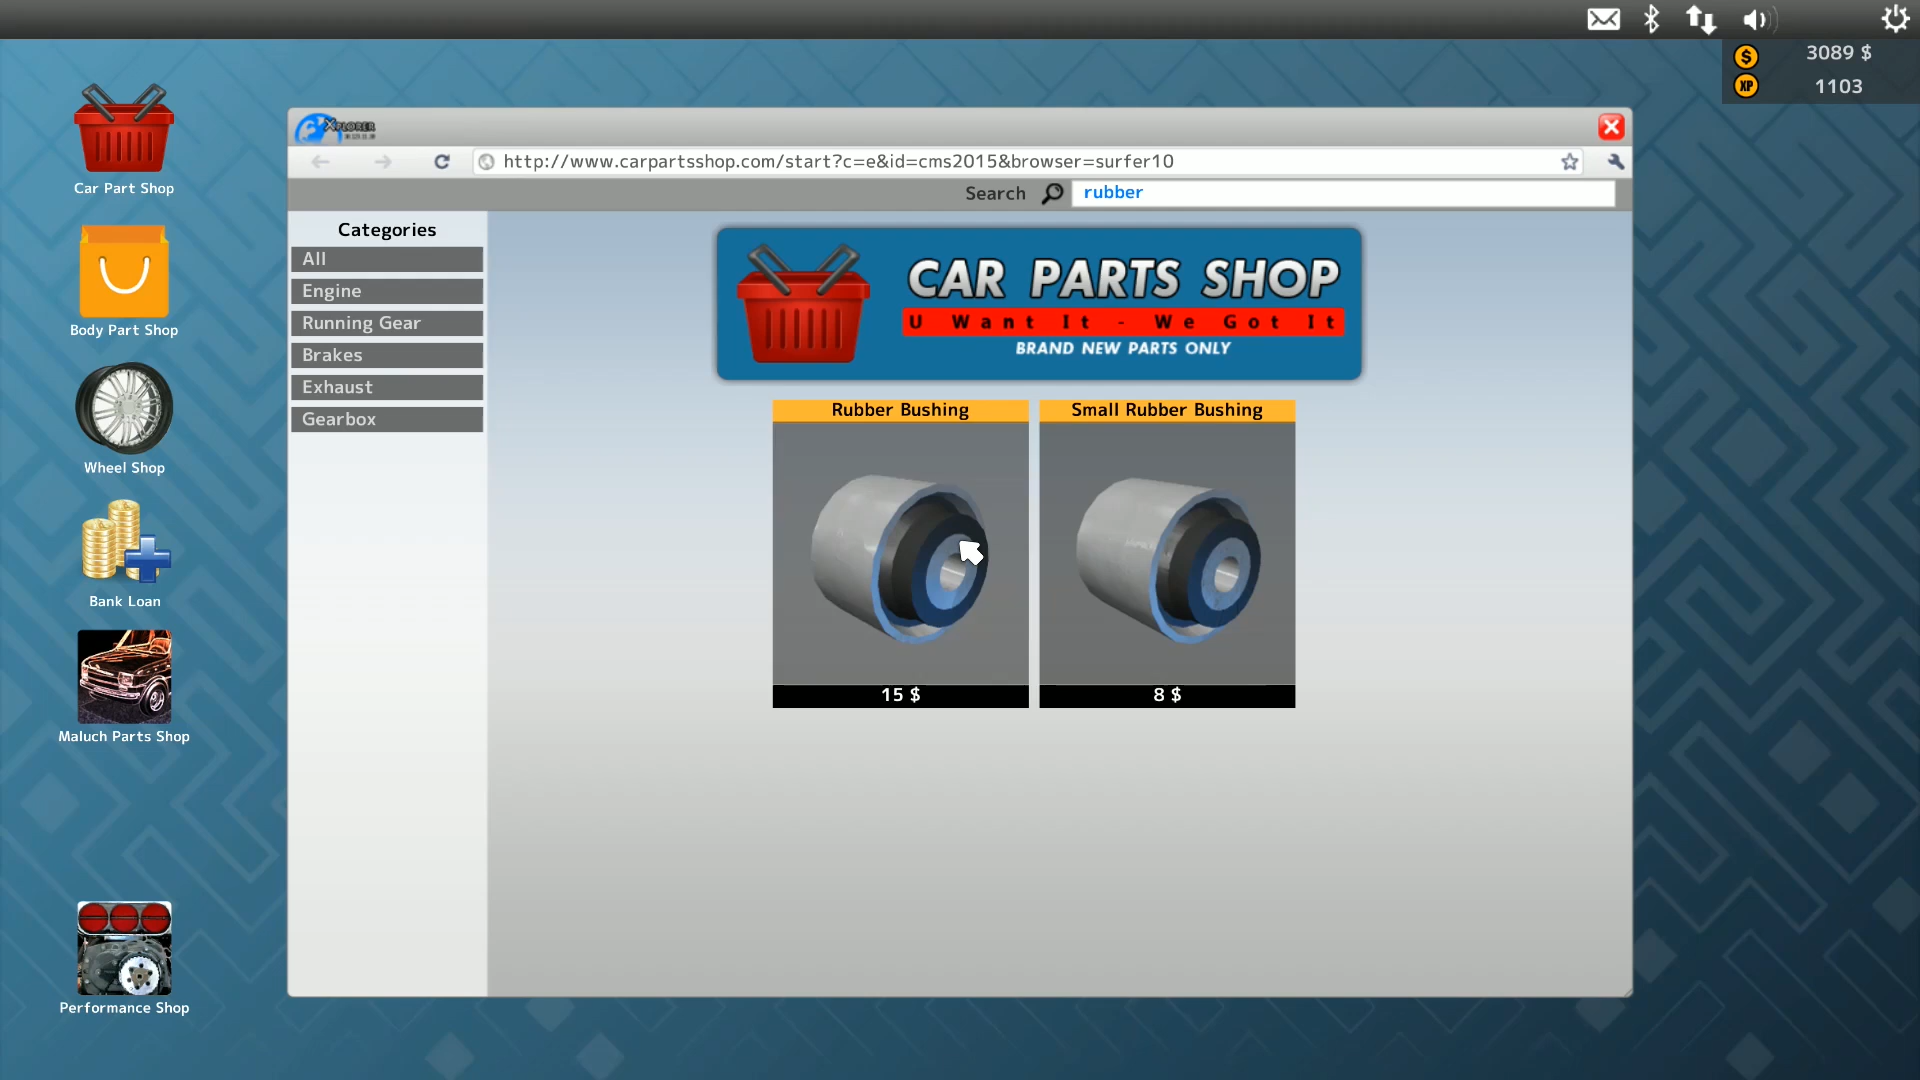 3089 $
XP
1103
Car Part Shop
Body Part Shop
Wheel Shop
Bank Loan
Maluch Parts Shop
Performance Shop
XPLORER
http://www.carpartsshop.com/start?c=e&id=cms2015&browser=surfer10
Search
rubber
Categories
All
Engine
Running Gear
Brakes
Exhaust
Gearbox
CAR PARTS SHOP
U Want It - We Got It
BRAND NEW PARTS ONLY
Rubber Bushing
Small Rubber Bushing
15 $
8 $